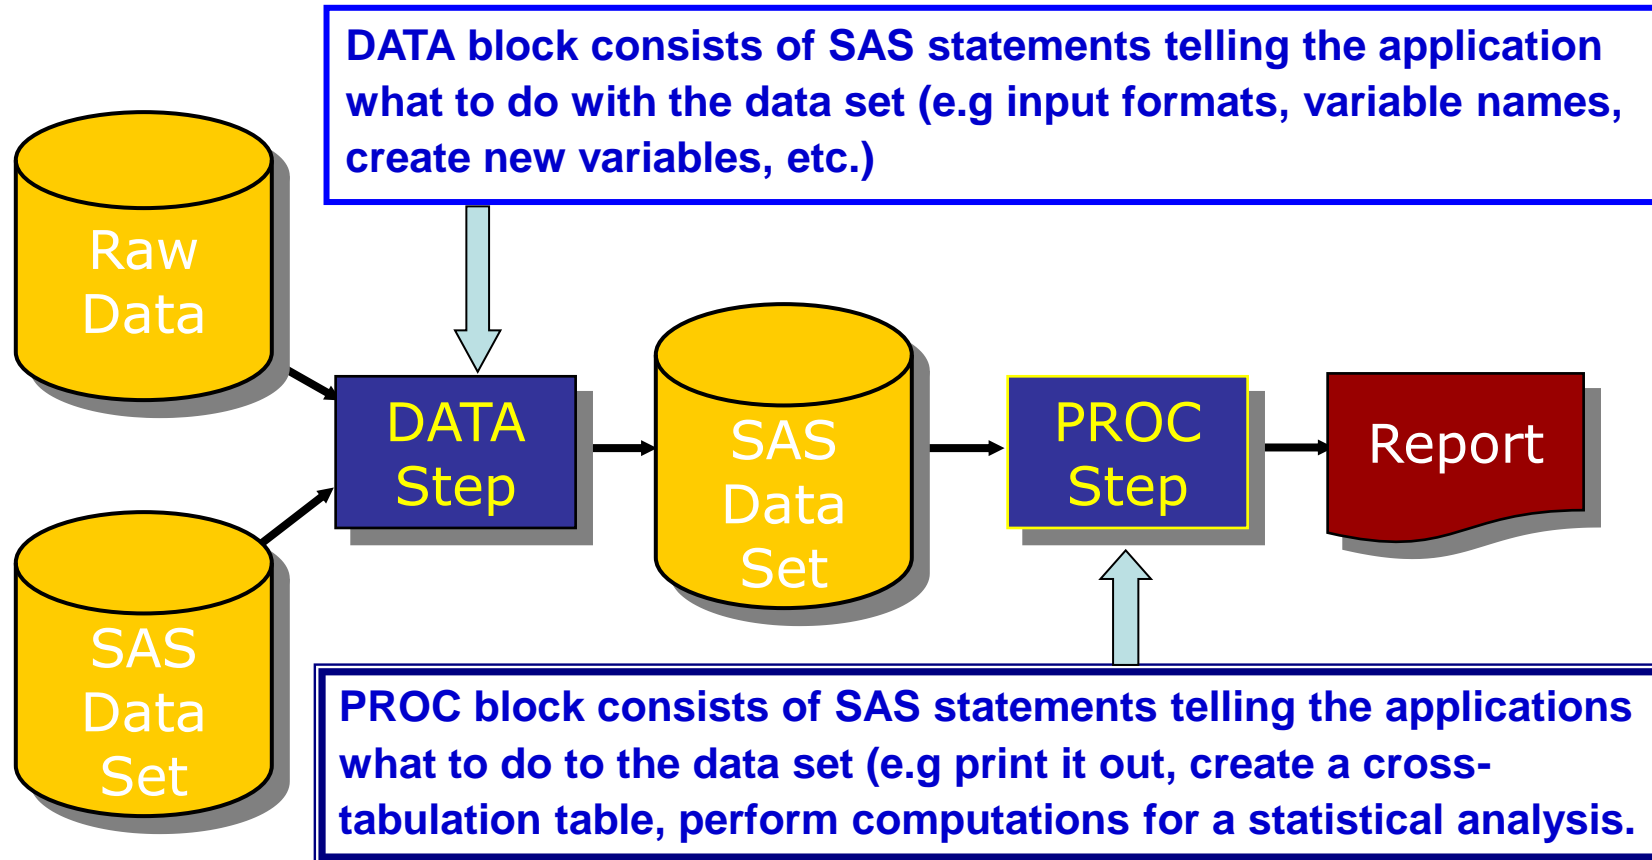 DATA block consists of SAS statements telling the application
what to do with the data set (e.g input formats, variable names,
create new variables, etc.)
Raw
Data
DATA
Step
SAS
Data
Set
PROC
Step
Report
SAS
Data
Set
PROC block consists of SAS statements telling the applications
what to do to the data set (e.g print it out, create a cross-
tabulation table, perform computations for a statistical analysis.